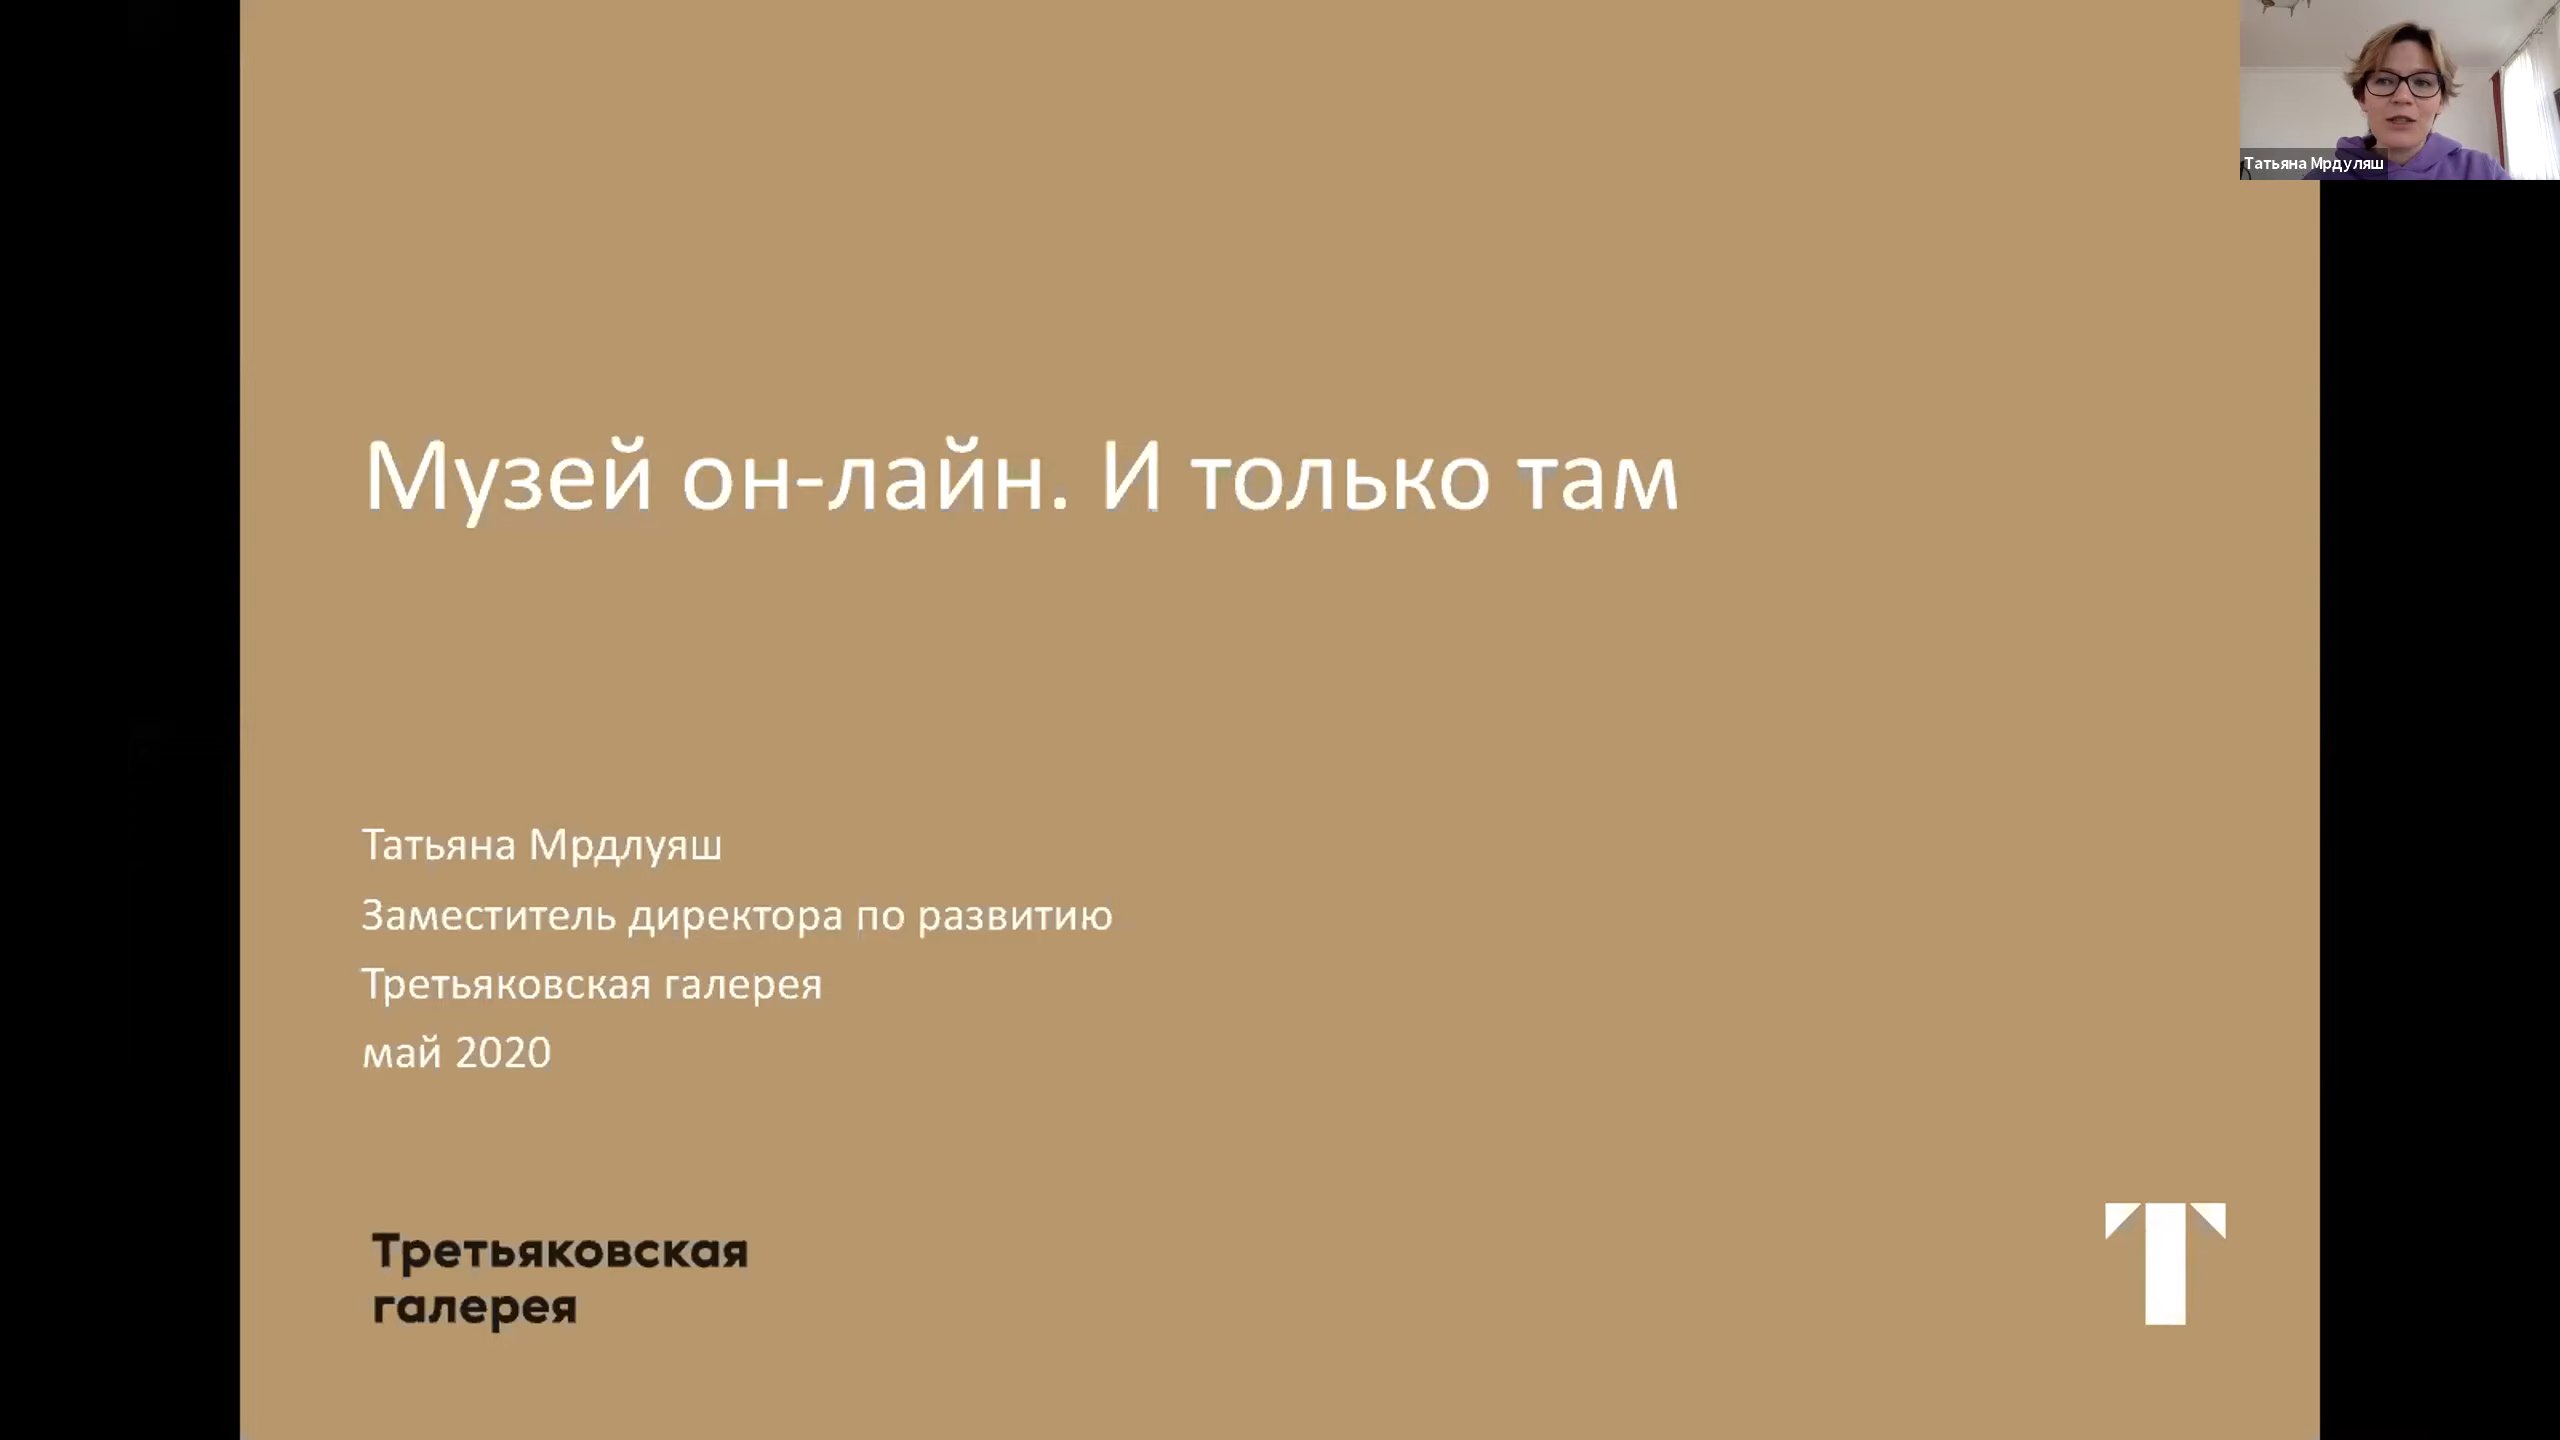 Татьяна Мрдуляш
Музей он-лайн. И только там
Татьяна Мрдлуяш
Заместитель директора по развитию
Третьяковская галерея
май 2020
Третьяковская
галерея